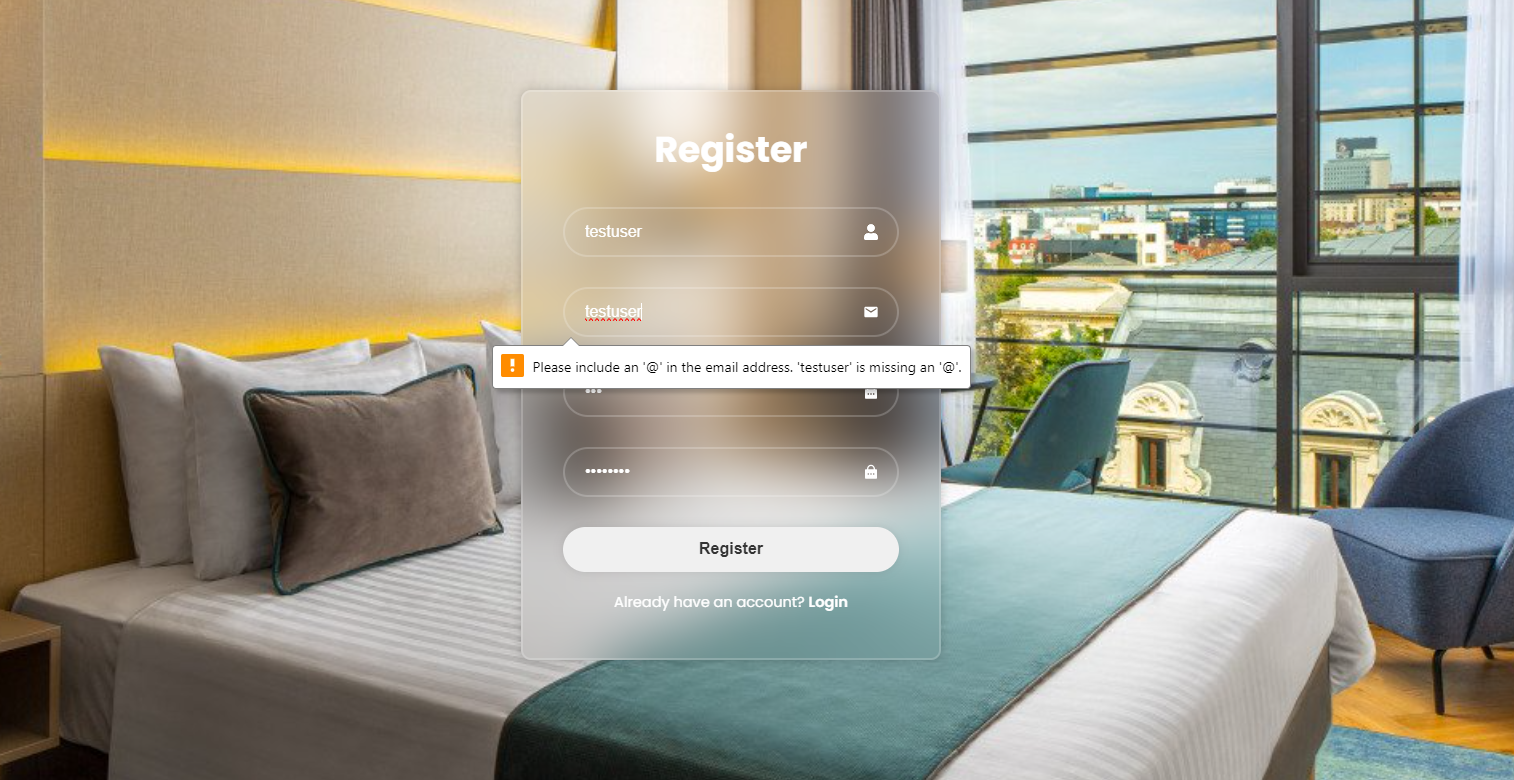 Register
testuser
testuser
Please include an '@' in the email address. 'testuser' is missing an '@'.
•••
••••••••
Register
Already have an account? Login